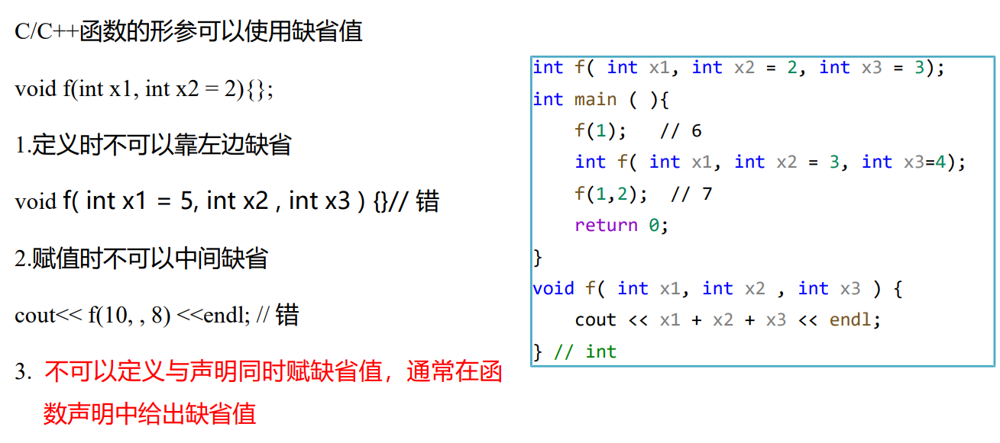 C/C++函数的形参可以使用缺省值
void f(int x1, int x2 = 2){};
1.定义时不可以靠左边缺省
void f( int x1 = 5, int x2 , int x3 ) {}// 错
2.赋值时不可以中间缺省
cout<< f(10, , 8) <<endl; // 错
3. 不可以定义与声明同时赋缺省值，通常在函
数声明中给出缺省值
int f( int x1, int x2 = 2, int x3 = 3);
int main ( ){
    f(1);   // 6
    int f( int x1, int x2 = 3, int x3=4);
    f(1,2);  // 7
    return 0;
}
void f( int x1, int x2 , int x3 ) {
    cout << x1 + x2 + x3 << endl;
} // int